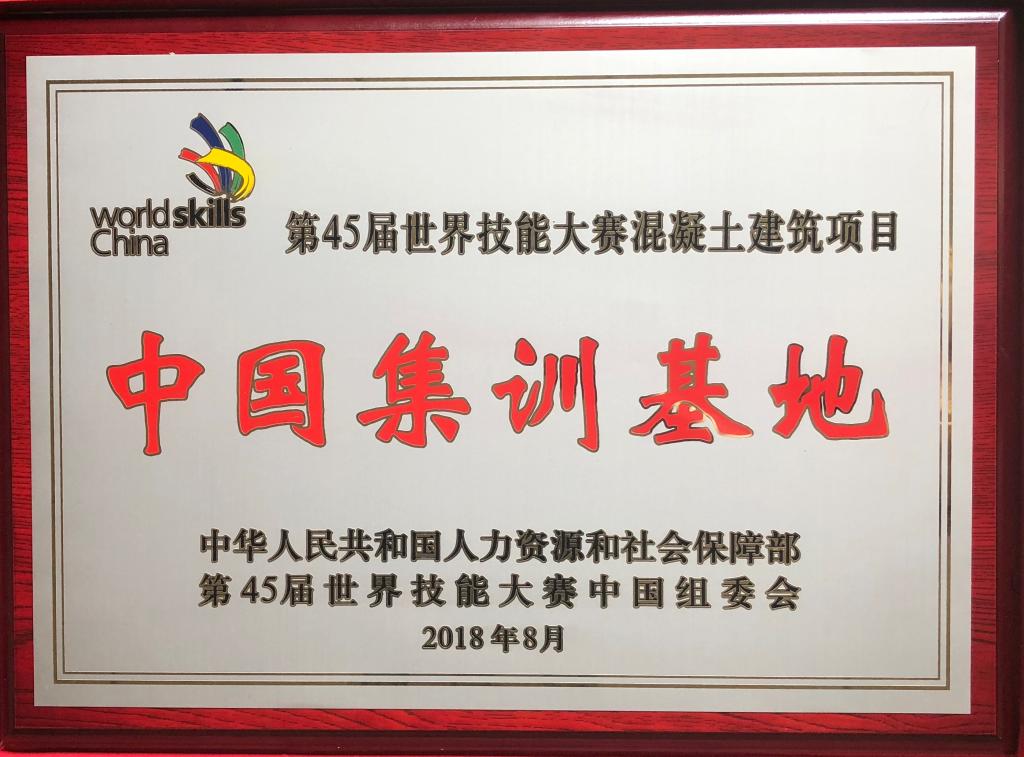 worldskills
China
第45届世界技能大赛混凝土建筑项目
中国集训基地
中华人民共和国人力资源和社会保障部
第45届世界技能大赛中国组委会
2018年8月